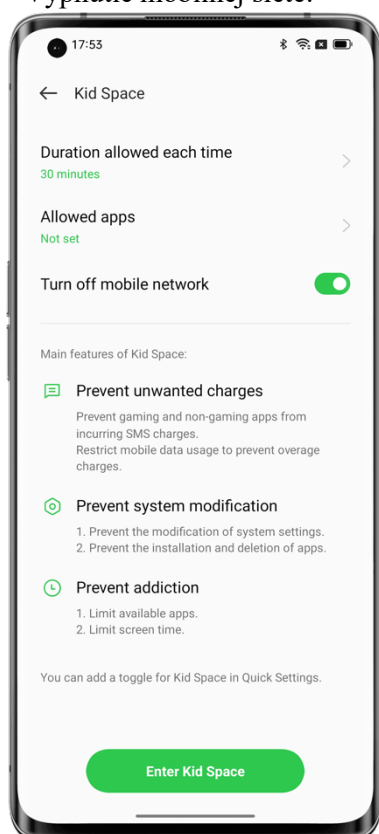 Vypnutie mobilnej siete.
17:53
Kid Space
Duration allowed each time
30 minutes
Allowed apps
Not set
Turn off mobile network
Main features of Kid Space:
Prevent unwanted charges
Prevent gaming and non-gaming apps from
incurring SMS charges.
Restrict mobile data usage to prevent overage
charges.
Prevent system modification
1. Prevent the modification of system settings.
2. Prevent the installation and deletion of apps.
Prevent addiction
1. Limit available apps.
2. Limit screen time.
You can add a toggle for Kid Space in Quick Settings.
Enter Kid Space